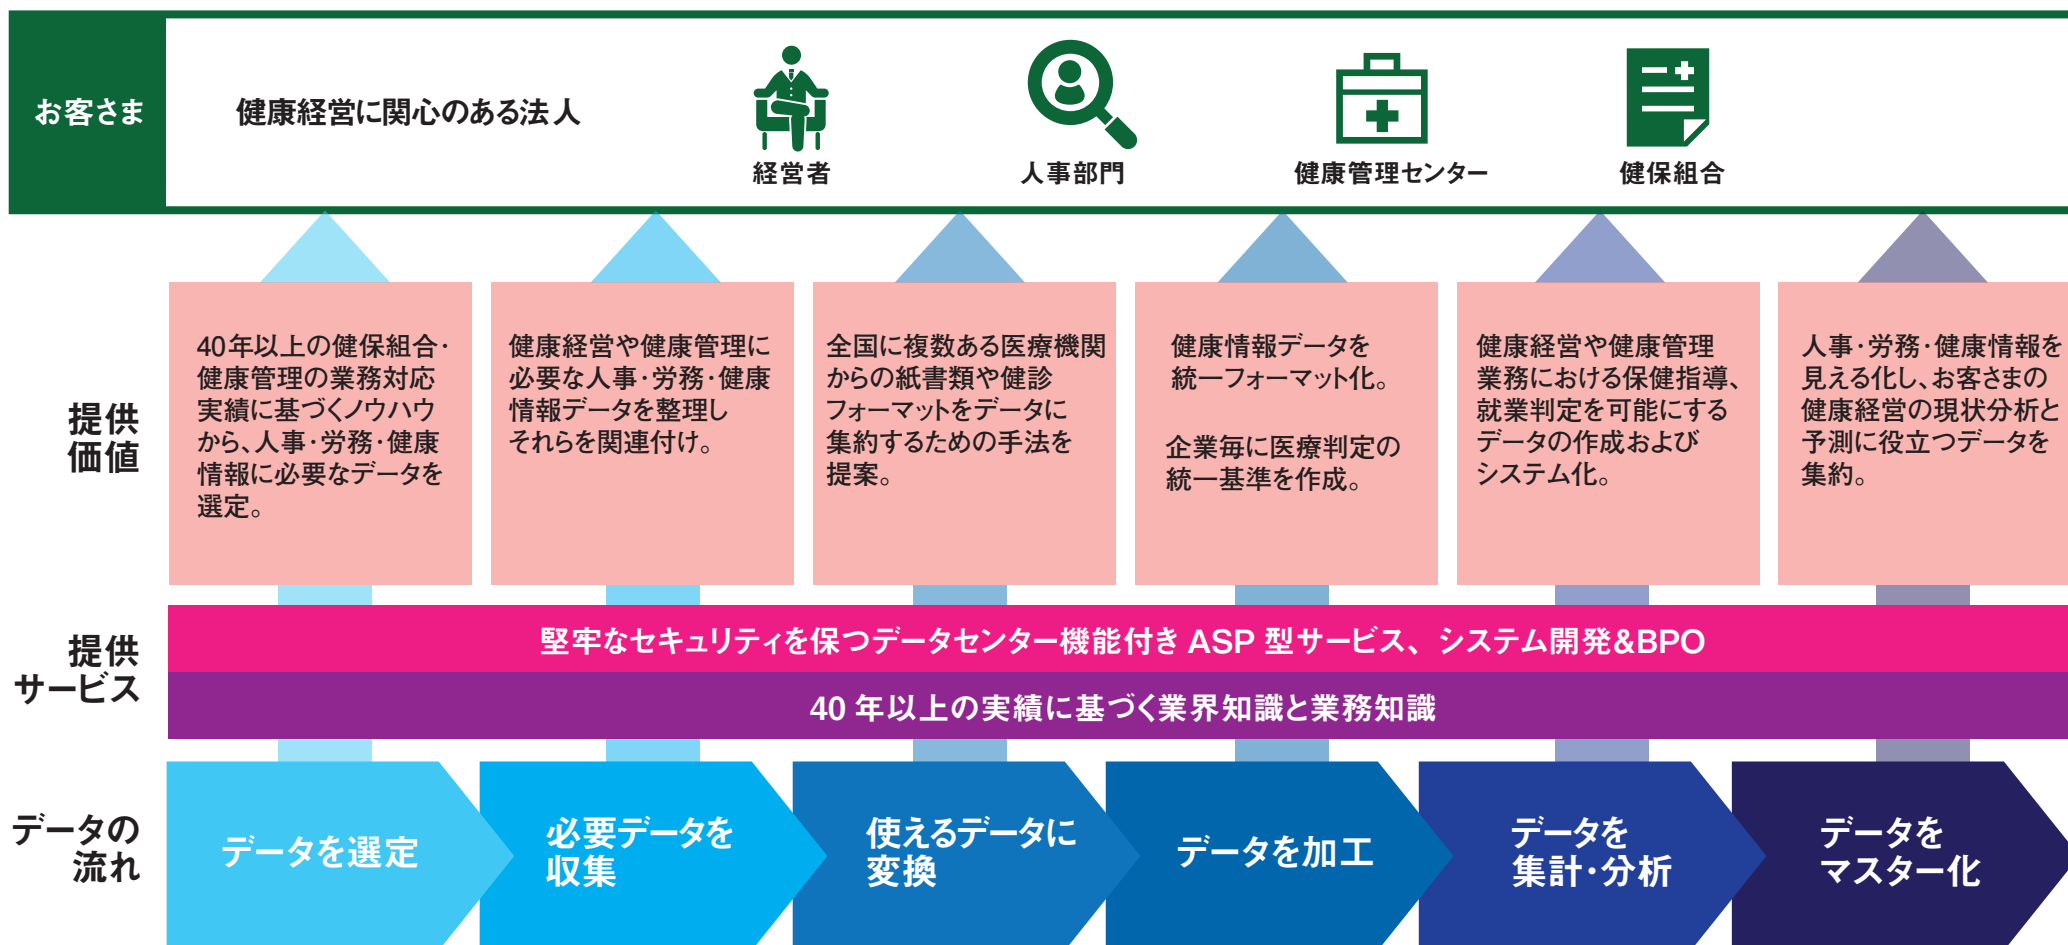 お客さま
健康経営に関心のある法人
経営者
人事部門
健康管理センター
健保組合
提供
価値
40年以上の健保組合・
健康管理の業務対応
実績に基づくノウハウ
から、人事・労務・健康
情報に必要なデータを
選定。
健康経営や健康管理に
必要な人事・労務・健康
情報データを整理し
それらを関連付け。
全国に複数ある医療機関
からの紙書類や健診
フォーマットをデータに
集約するための手法を
提案。
健康情報データを
統一フォーマット化。
企業毎に医療判定の
統一基準を作成。
健康経営や健康管理
業務における保健指導、
就業判定を可能にする
データの作成および
システム化。
人事・労務・健康情報を
見える化し、お客さまの
健康経営の現状分析と
予測に役立つデータを
集約。
提供
サービス
堅牢なセキュリティを保つデータセンター機能付き ASP 型サービス、システム開発&BPO
40 年以上の実績に基づく業界知識と業務知識
データの
流れ
データを選定
必要データを
収集
使えるデータに
変換
データを加工
データを
集計・分析
データを
マスター化